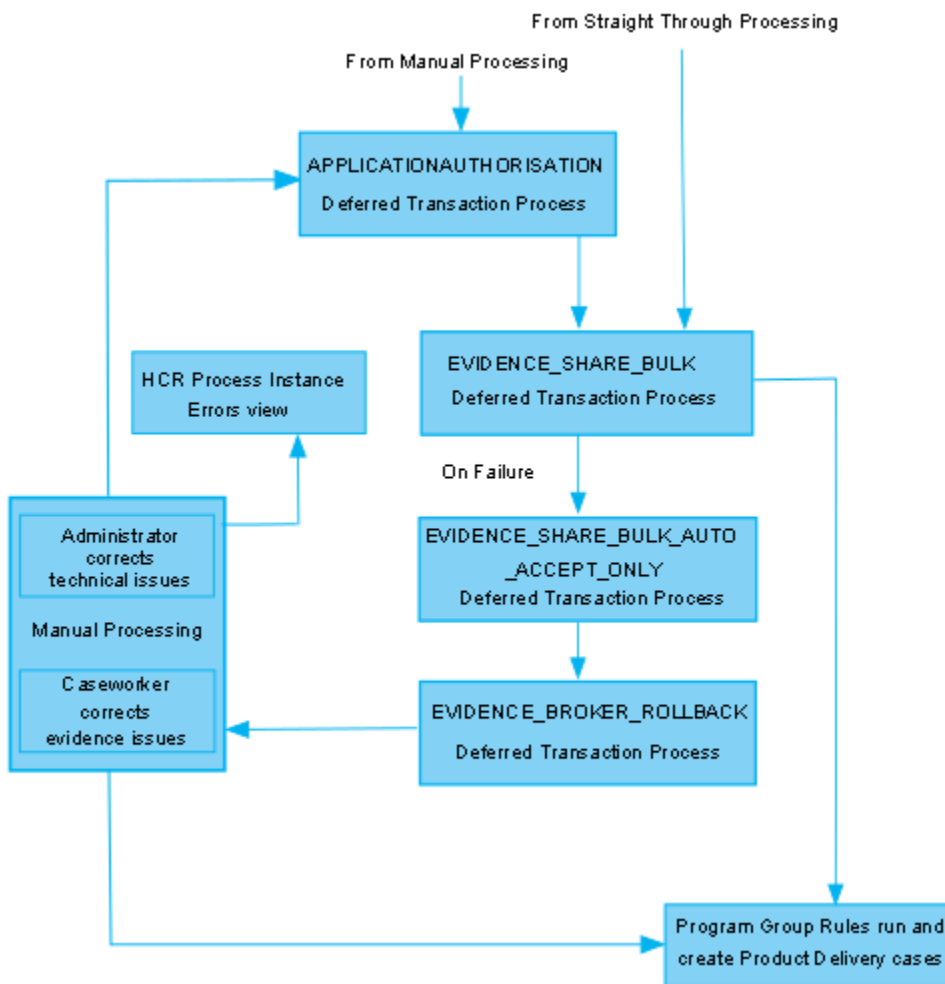 From Straight Through Processing
From Manual Processing
APPLICATIONAUTHORISATION
Deferred Transaction Process
EVIDENCE_SHARE_BULK
Deferred Transaction Process
HCR Process Instance
Errors view
On Failure
EVIDENCE_SHARE_BULK_AUTO
_ACCEPT_ONLY
Deferred Transaction Process
Administrator
corrects
technical issues
Manual Processing
Caseworker
corrects
evidence issues
EVIDENCE_BROKER_ROLLBACK
Deferred Transaction Process
Program Group Rules run and
create Product Delivery cases